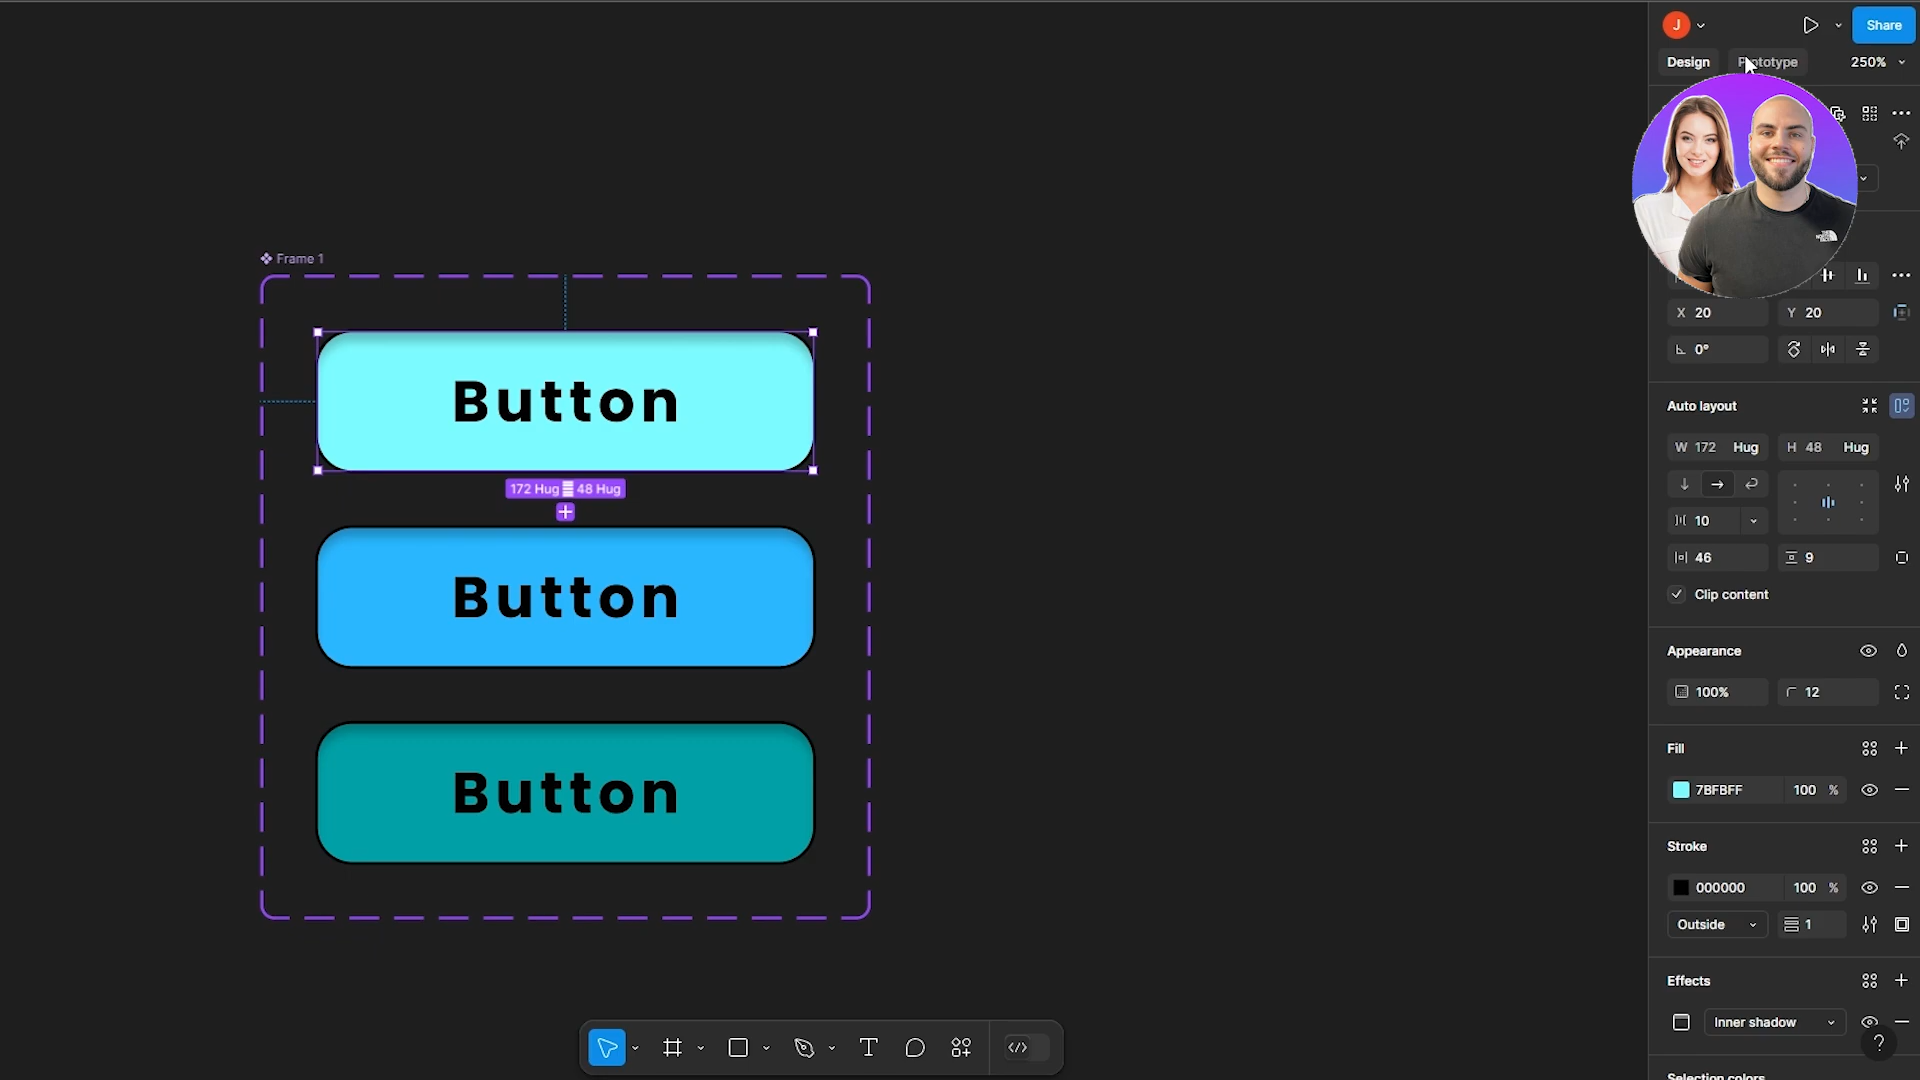 J
Share
Design
Prototype
250%
Frame 1
X 20
Y 20
0°
Button
Auto layout
W 172 Hug
H 48 Hug
172 Hug
48 Hug
10
46
9
Clip content
Button
Appearance
100%
12
Fill
7BFBFF 100 %
Button
Stroke
000000 100 %
Outside
1
Effects
Inner shadow
?
Selection colors